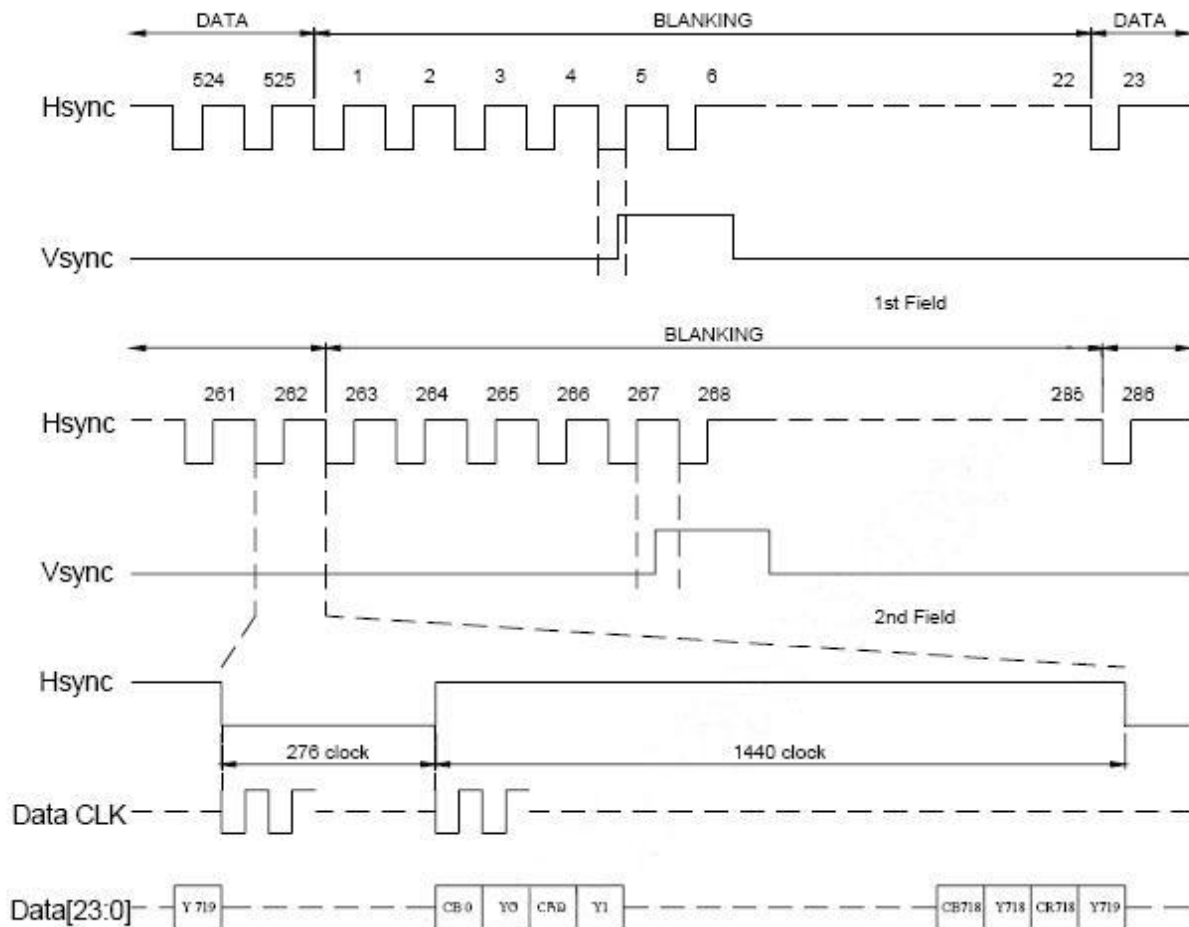 DATA BLANKING DATA
524 525 1 2 3 4 5 6 22 23
Hsync
Vsync
1st Field
BLANKING
261 262 263 264 265 266 267 268 285 286
Hsync
Vsync
2nd Field
Hsync
276 clock 1440 clock
Data CLK
Data[23:0] Y 719 CB 0 Y0 Y1 CB718 Y718 CR718 Y719